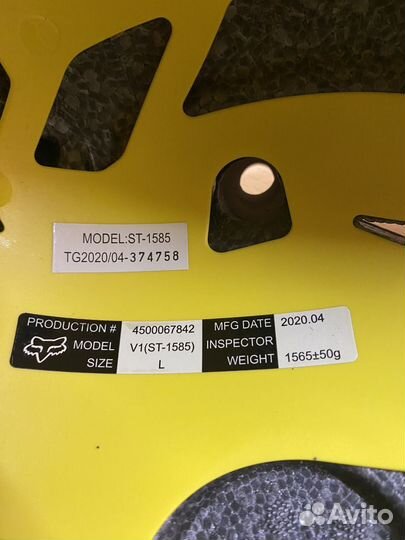 MODEL:ST-1585
TG2020/04-374758
PRODUCTION # 4500067842 MFG DATE 2020.04
MODEL V1(ST-1585) INSPECTOR
SIZE L WEIGHT 1565±50g
Avito